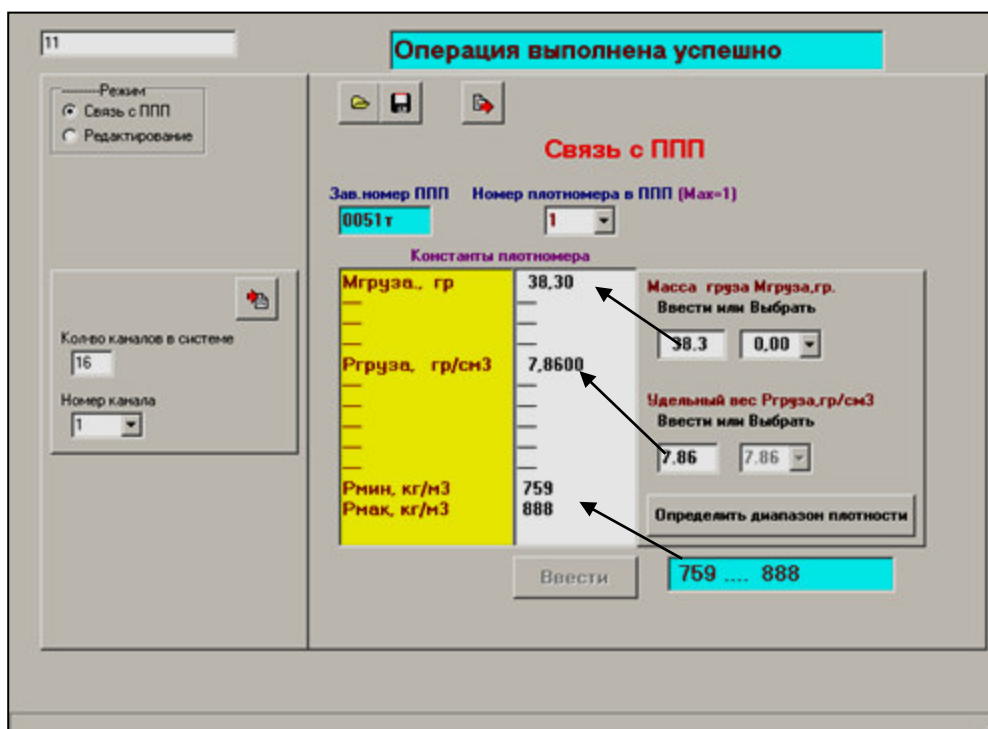 11
Операция выполнена успешно
Режим
Связь с ППП
Редактирование
Связь с ППП
Зав.номер ППП
Номер плотномера в ППП (Max=1)
0051т
1
Константы плотномера
Мгруза., гр 38,30
Ргруза, гр/см3 7,8600
Рмин, кг/м3 759
Рмак, кг/м3 888
Масса груза Мгруза,гр.
Ввести или Выбрать
38.3 0,00
Удельный вес Ргруза,гр/см3
Ввести или Выбрать
7.86 7.86
Определить диапазон плотности
Ввести
759 .... 888
Кол-во каналов в системе
16
Номер канала
1